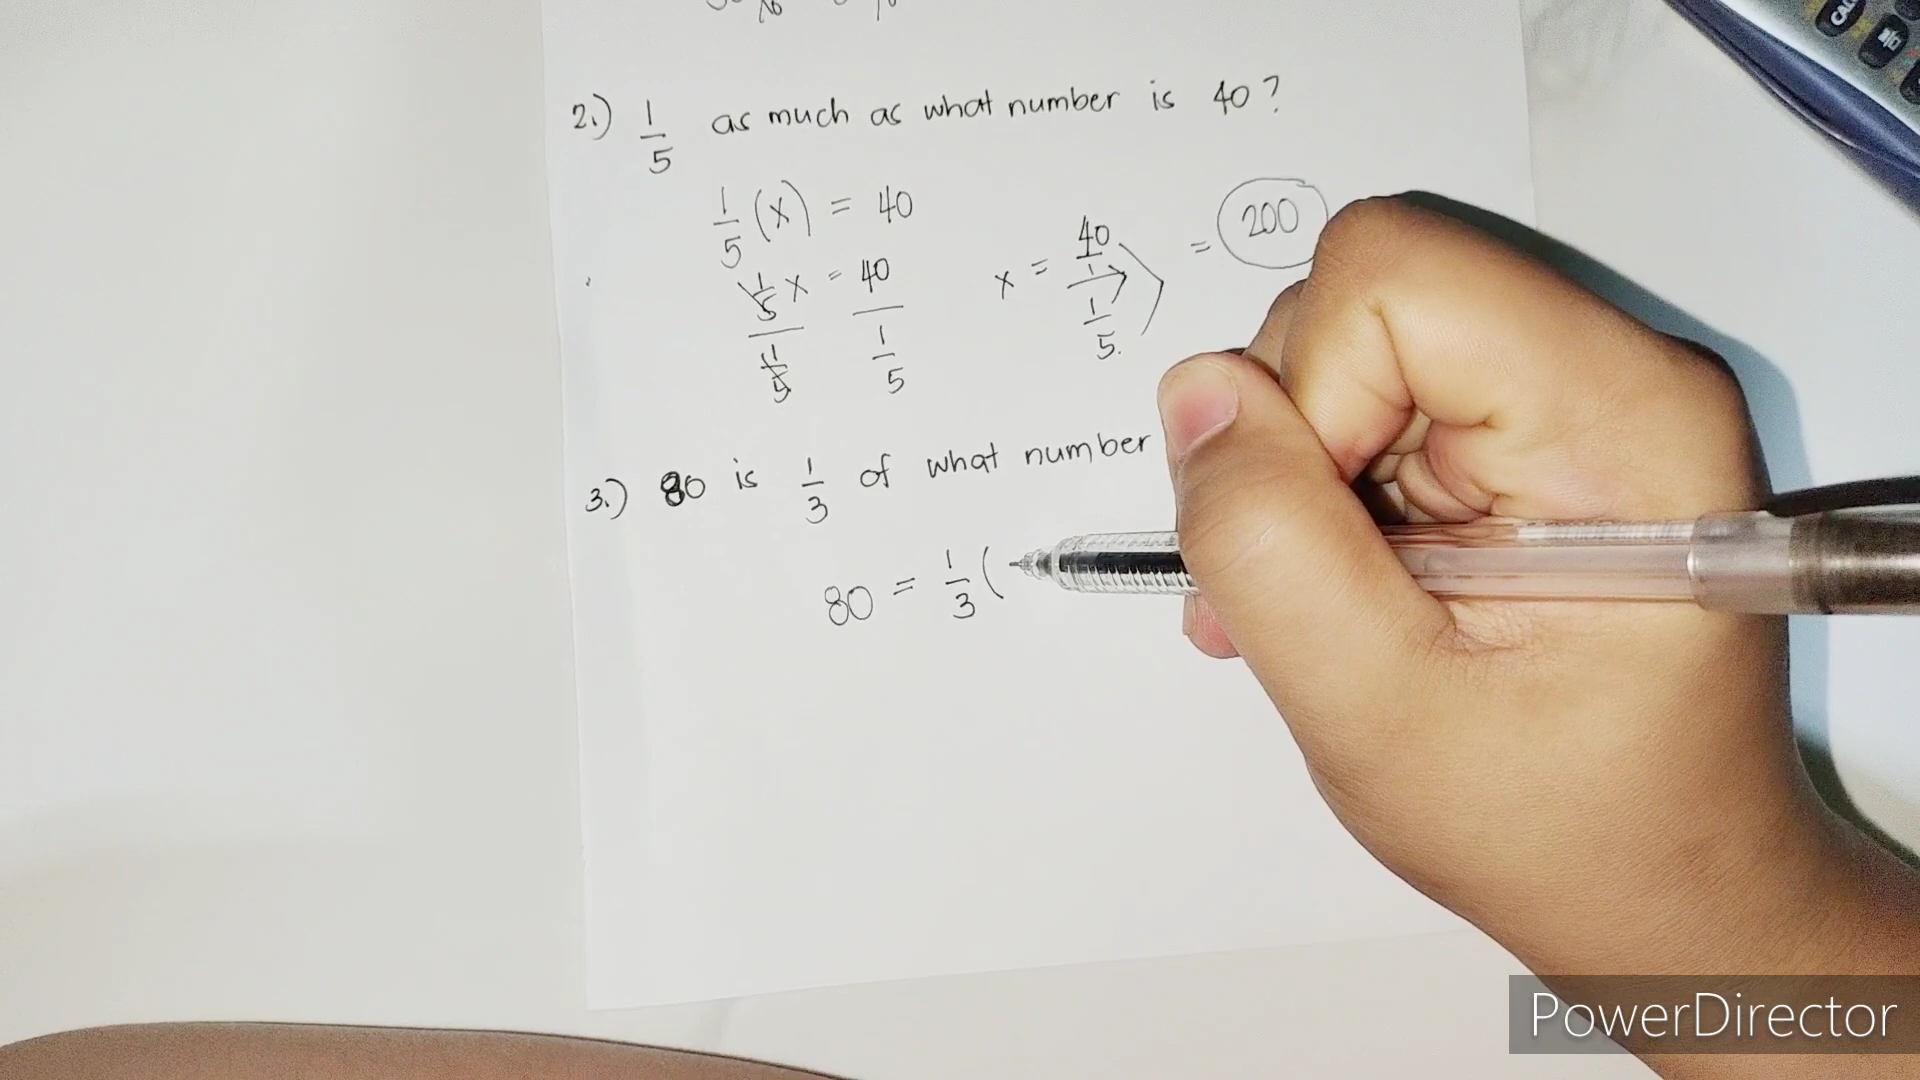 2.) 1/5 as much as what number is 40?
1/5 (x) = 40
1/5 x = 40
1/5 1/5
x = 40/1
1/5
= 200
3.) 80 is 1/3 of what number
80 = 1/3 (
PowerDirector